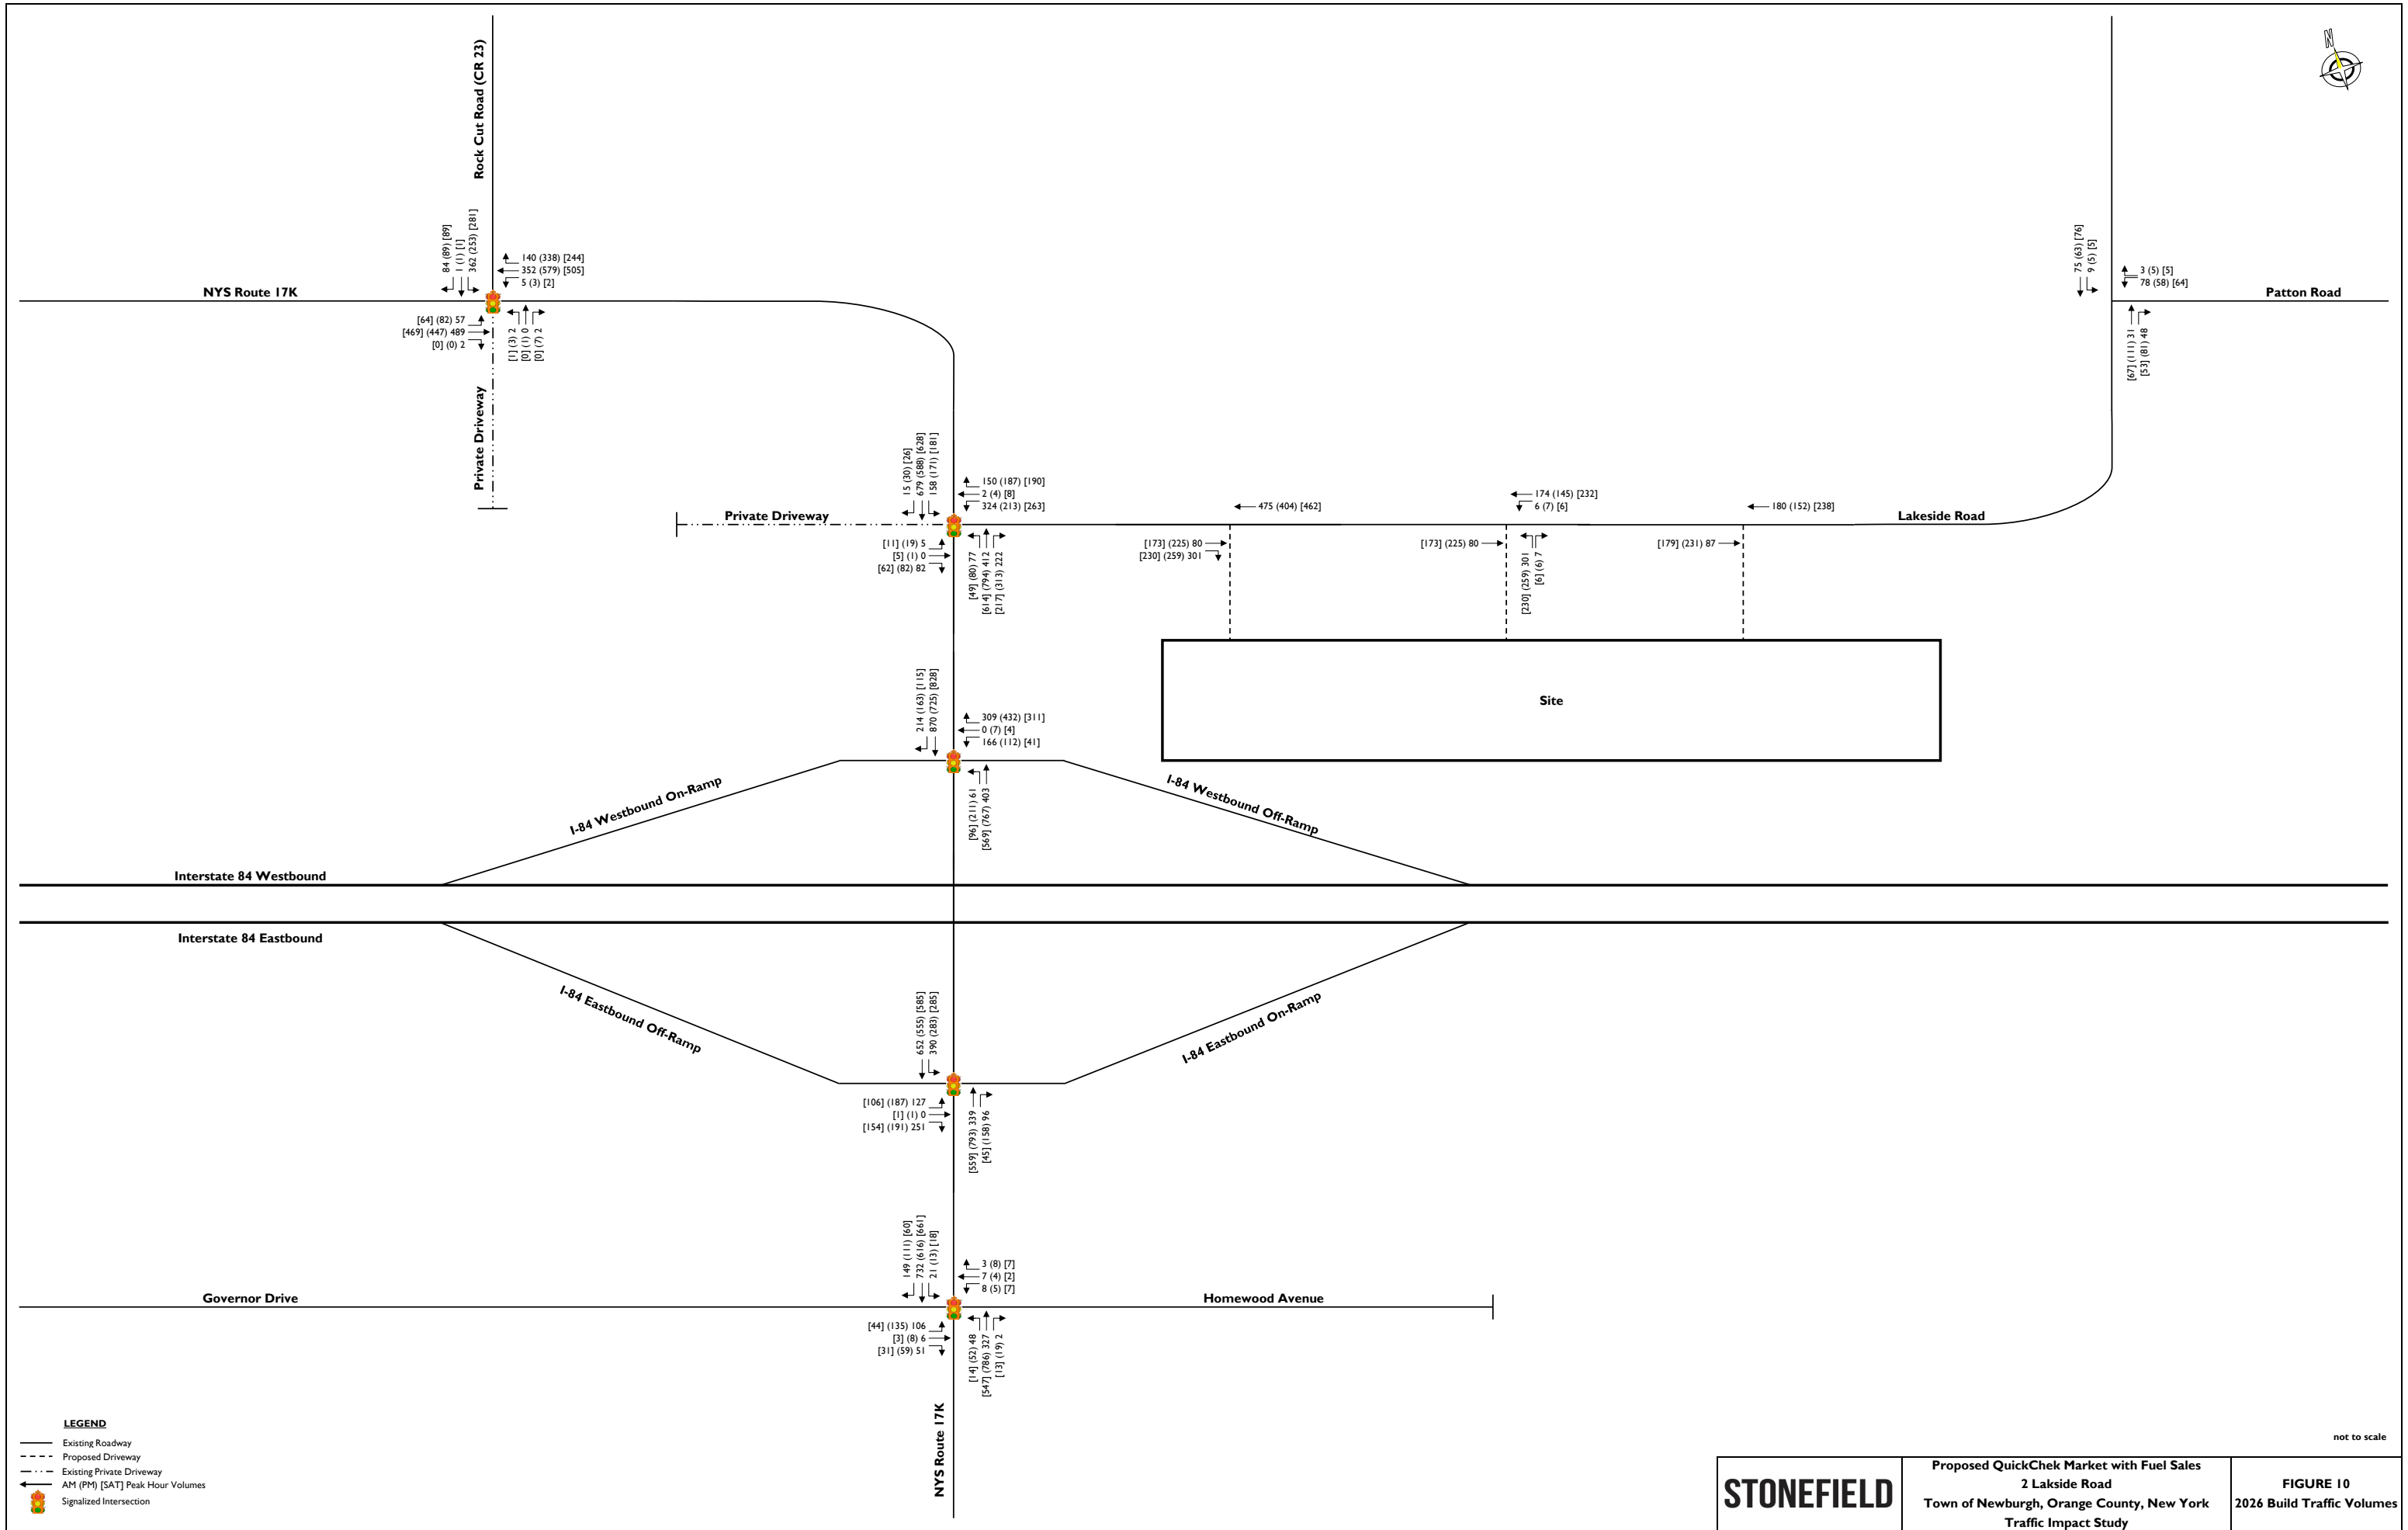 N
Rock Cut Road (CR 23)
84 (89) [89]
1 (1) [1]
362 (253) [281]
140 (338) [244]
352 (579) [505]
5 (3) [2]
NYS Route 17K
[64] (82) 57
[469] (447) 489
[0] (0) 2
[1] (3) 2
[0] (1) 0
[0] (7) 2
Private Driveway
75 (63) [76]
9 (5) [5]
3 (5) [5]
78 (58) [64]
Patton Road
[67] (111) 31
[53] (81) 48
15 (30) [26]
679 (588) [628]
158 (171) [181]
150 (187) [190]
2 (4) [8]
324 (213) [263]
Private Driveway
[11] (19) 5
[5] (1) 0
[62] (82) 82
[49] (80) 77
[614] (794) 412
[217] (313) 222
475 (404) [462]
[173] (225) 80
[230] (259) 301
174 (145) [232]
6 (7) [6]
[173] (225) 80
[230] (259) 301
[6] (6) 7
180 (152) [238]
[179] (231) 87
Lakeside Road
Site
214 (163) [115]
870 (725) [828]
309 (432) [311]
0 (7) [4]
166 (112) [41]
[96] (211) 61
[569] (767) 403
I-84 Westbound On-Ramp
I-84 Westbound Off-Ramp
Interstate 84 Westbound
Interstate 84 Eastbound
I-84 Eastbound Off-Ramp
I-84 Eastbound On-Ramp
652 (555) [585]
390 (283) [285]
[106] (187) 127
[1] (1) 0
[154] (191) 251
[559] (793) 339
[45] (158) 96
149 (111) [60]
732 (616) [661]
21 (13) [18]
3 (8) [7]
7 (4) [2]
8 (5) [7]
Governor Drive
Homewood Avenue
[44] (135) 106
[3] (8) 6
[31] (59) 51
[14] (52) 48
[547] (786) 327
[13] (19) 2
NYS Route 17K
LEGEND
Existing Roadway
Proposed Driveway
Existing Private Driveway
AM (PM) [SAT] Peak Hour Volumes
Signalized Intersection
not to scale
STONEFIELD
Proposed QuickChek Market with Fuel Sales
2 Lakside Road
Town of Newburgh, Orange County, New York
Traffic Impact Study
FIGURE 10
2026 Build Traffic Volumes